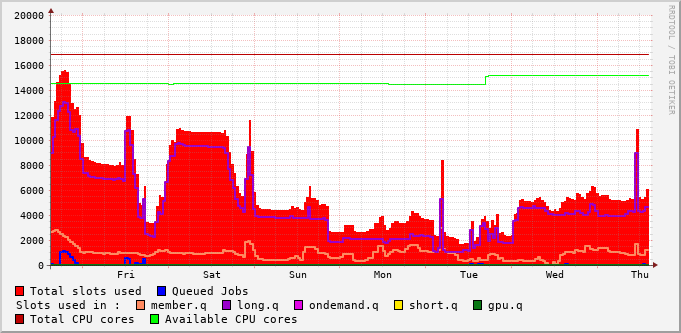 RRDTOOL / TOBI OETIKER
20000
18000
16000
14000
12000
10000
8000
6000
4000
2000
0
Fri Sat Sun Mon Tue Wed Thu
Total slots used Queued Jobs
Slots used in : member.q long.q ondemand.q short.q gpu.q
Total CPU cores Available CPU cores